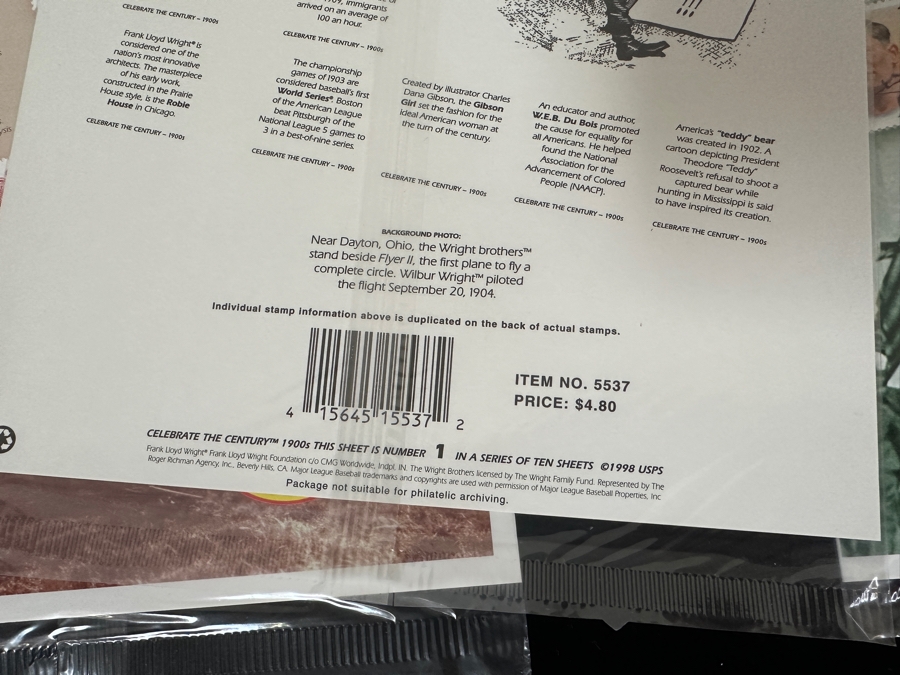 1909, immigrants
arrived on an average of
100 an hour.
CELEBRATE THE CENTURY – 1900s
CELEBRATE THE CENTURY – 1900s
Frank Lloyd Wright® is
considered one of the
nation's most innovative
architects. The masterpiece
of his early work,
constructed in the Prairie
House style, is the Robie
House in Chicago.
CELEBRATE THE CENTURY – 1900s
The championship
games of 1903 are
considered baseball's first
World Series®. Boston
of the American League
beat Pittsburgh of the
National League 5 games to
3 in a best-of-nine series.
CELEBRATE THE CENTURY – 1900s
Created by illustrator Charles
Dana Gibson, the Gibson
Girl set the fashion for the
ideal American woman at
the turn of the century.
CELEBRATE THE CENTURY – 1900s
An educator and author,
W.E.B. Du Bois promoted
the cause for equality for
all Americans. He helped
found the National
Association for the
Advancement of Colored
People (NAACP).
CELEBRATE THE CENTURY – 1900s
America's "teddy" bear
was created in 1902. A
cartoon depicting President
Theodore "Teddy"
Roosevelt's refusal to shoot a
captured bear while
hunting in Mississippi is said
to have inspired its creation.
CELEBRATE THE CENTURY – 1900s
BACKGROUND PHOTO:
Near Dayton, Ohio, the Wright brothers™
stand beside Flyer II, the first plane to fly a
complete circle. Wilbur Wright™ piloted
the flight September 20, 1904.
Individual stamp information above is duplicated on the back of actual stamps.
4 15645 15537 2
ITEM NO. 5537
PRICE: $4.80
CELEBRATE THE CENTURY™ 1900s THIS SHEET IS NUMBER 1 IN A SERIES OF TEN SHEETS ©1998 USPS
Frank Lloyd Wright® Frank Lloyd Wright Foundation c/o CMG Worldwide, Indpl. IN. The Wright Brothers licensed by The Wright Family Fund. Represented by The
Roger Richman Agency, Inc., Beverly Hills, CA. Major League Baseball trademarks and copyrights are used with permission of Major League Baseball Properties, Inc
Package not suitable for philatelic archiving.